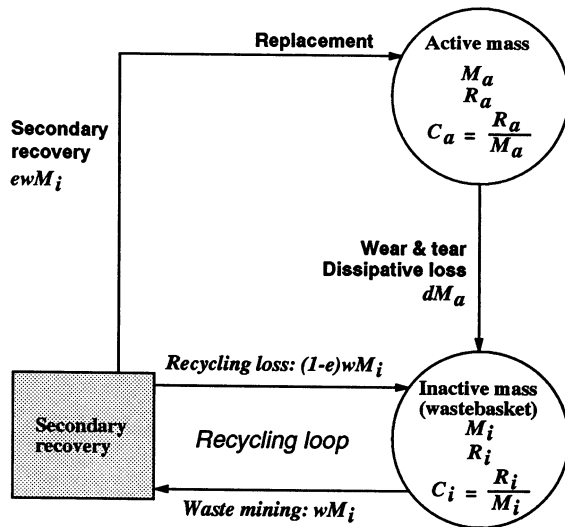 Replacement
Active mass
M_a
R_a
C_a = R_a / M_a
Secondary
recovery
ewM_i
Wear & tear
Dissipative loss
dM_a
Recycling loss: (1-e)wM_i
Secondary
recovery
Recycling loop
Inactive mass
(wastebasket)
M_i
R_i
C_i = R_i / M_i
Waste mining: wM_i